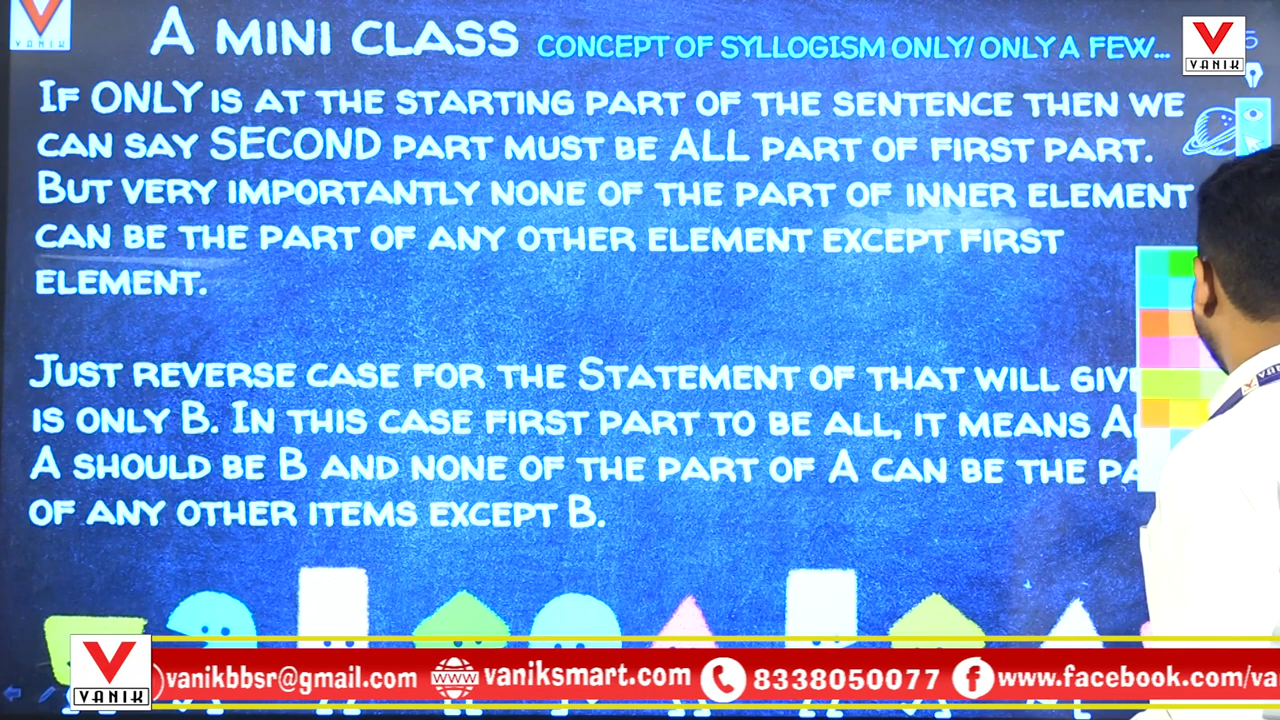 VANIK
A MINI CLASS CONCEPT OF SYLLOGISM ONLY/ ONLY A FEW...
VANIK
5
IF ONLY IS AT THE STARTING PART OF THE SENTENCE THEN WE
CAN SAY SECOND PART MUST BE ALL PART OF FIRST PART.
BUT VERY IMPORTANTLY NONE OF THE PART OF INNER ELEMENT
CAN BE THE PART OF ANY OTHER ELEMENT EXCEPT FIRST
ELEMENT.
JUST REVERSE CASE FOR THE STATEMENT OF THAT WILL GIV
IS ONLY B. IN THIS CASE FIRST PART TO BE ALL, IT MEANS A
A SHOULD BE B AND NONE OF THE PART OF A CAN BE THE PA
OF ANY OTHER ITEMS EXCEPT B.
VANIK
VANIK
vanikbbsr@gmail.com www vaniksmart.com 8338050077 f www.facebook.com/va